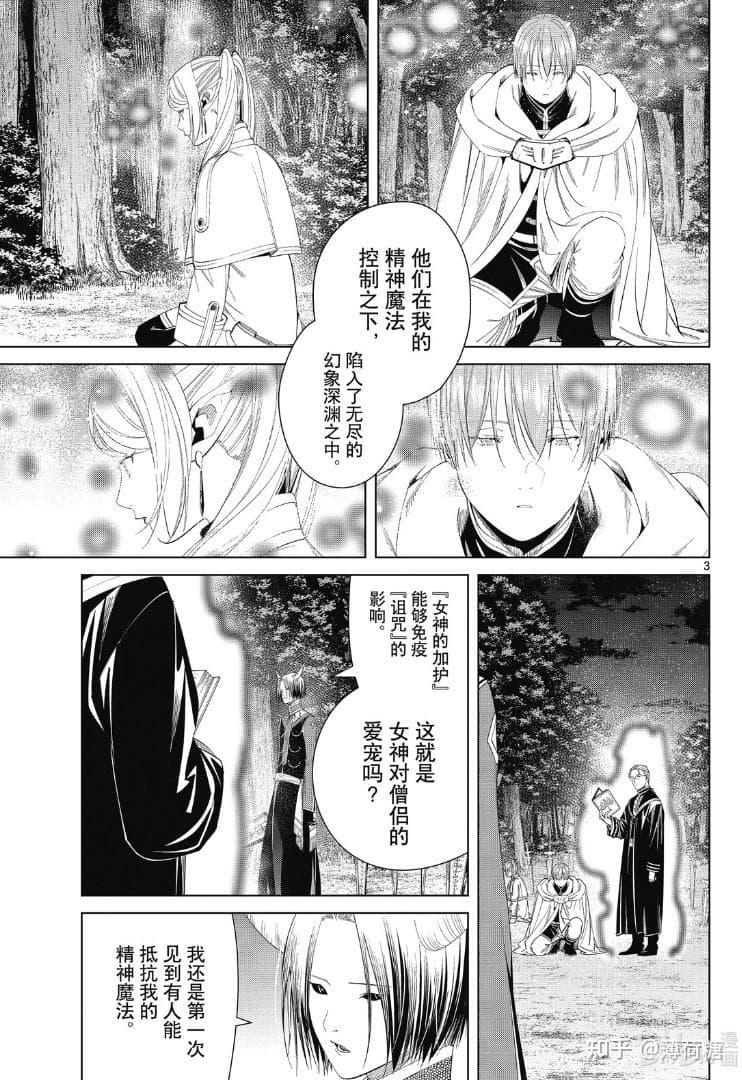 他们在我的
精神魔法
控制之下，
陷入了无尽的
幻象深渊之中。
3
『女神的加护』
能够免疫
『诅咒』的
影响。
这就是
女神对僧侣的
爱宠吗？
我还是第一次
见到有人能
抵抗我的
精神魔法。
知乎 @薄荷糖
漫画